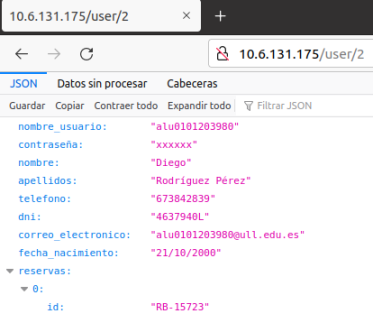 10.6.131.175/user/2
10.6.131.175/user/2
JSON Datos sin procesar Cabeceras
Guardar Copiar Contraer todo Expandir todo Filtrar JSON
nombre_usuario: "alu0101203980"
contraseña: "xxxxxx"
nombre: "Diego"
apellidos: "Rodríguez Pérez"
telefono: "673842839"
dni: "4637940L"
correo_electronico: "alu0101203980@ull.edu.es"
fecha_nacimiento: "21/10/2000"
reservas:
0:
id: "RB-15723"